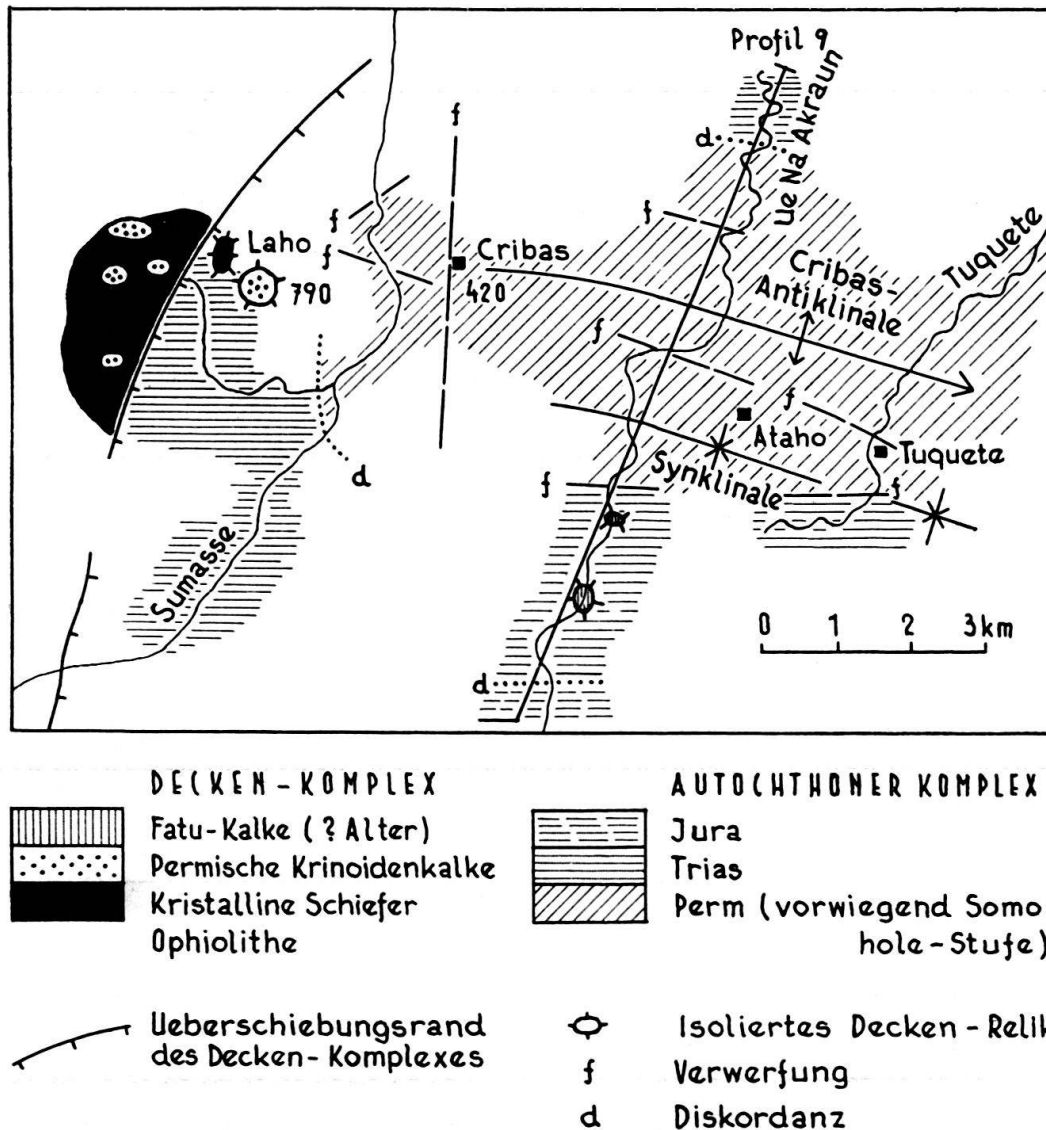 Profil 9
Ue Na Akraun
d
f
f
f
f
Laho
790
Cribas
420
Cribas-
Antiklinale
Tuquete
f
f
Ataho
Tuquete
Synklinale
f
f
d
Sumasse
d
0 1 2 3 km
DECKEN-KOMPLEX
Fatu-Kalke (? Alter)
Permische Krinoidenkalke
Kristalline Schiefer
Ophiolithe
Ueberschiebungsrand
des Decken-Komplexes
AUTOCHTHONER KOMPLEX
Jura
Trias
Perm (vorwiegend Somo
hole-Stufe)
Isoliertes Decken-Relik
f Verwerfung
d Diskordanz